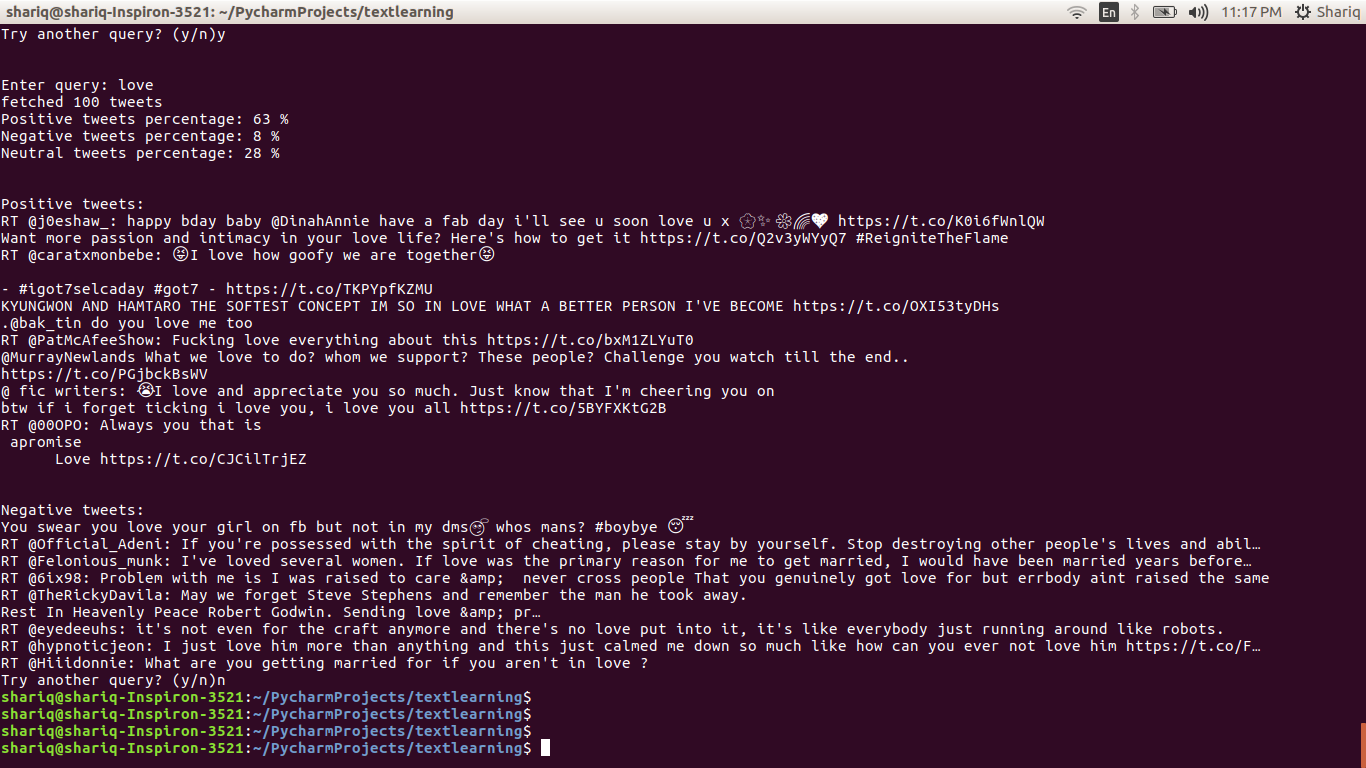 shariq@shariq-Inspiron-3521: ~/PycharmProjects/textlearning
En
11:17 PM
Shariq
Try another query? (y/n)y
Enter query: love
fetched 100 tweets
Positive tweets percentage: 63 %
Negative tweets percentage: 8 %
Neutral tweets percentage: 28 %
Positive tweets:
RT @j0eshaw_: happy bday baby @DinahAnnie have a fab day i'll see u soon love u x 🌸✨🌼🌈💖 https://t.co/K0i6fWnlQW
Want more passion and intimacy in your love life? Here's how to get it https://t.co/Q2v3yWYyQ7 #ReigniteTheFlame
RT @caratxmonbebe: 😝I love how goofy we are together😝
- #igot7selcaday #got7 - https://t.co/TKPYpfKZMU
KYUNGWON AND HAMTARO THE SOFTEST CONCEPT IM SO IN LOVE WHAT A BETTER PERSON I'VE BECOME https://t.co/OXI53tyDHs
.@bak_tin do you love me too
RT @PatMcAfeeShow: Fucking love everything about this https://t.co/bxM1ZLYuT0
@MurrayNewlands What we love to do? whom we support? These people? Challenge you watch till the end..
https://t.co/PGjbckBsWV
@ fic writers: 😭I love and appreciate you so much. Just know that I'm cheering you on
btw if i forget ticking i love you, i love you all https://t.co/5BYFXKtG2B
RT @00OPO: Always you that is
apromise
Love https://t.co/CJCilTrjEZ
Negative tweets:
You swear you love your girl on fb but not in my dms😴 whos mans? #boybye 😴
RT @Official_Adeni: If you're possessed with the spirit of cheating, please stay by yourself. Stop destroying other people's lives and abil…
RT @Felonious_munk: I've loved several women. If love was the primary reason for me to get married, I would have been married years before…
RT @6ix98: Problem with me is I was raised to care &amp;  never cross people That you genuinely got love for but errbody aint raised the same
RT @TheRickyDavila: May we forget Steve Stephens and remember the man he took away.
Rest In Heavenly Peace Robert Godwin. Sending love &amp; pr…
RT @eyedeeuhs: it's not even for the craft anymore and there's no love put into it, it's like everybody just running around like robots.
RT @hypnoticjeon: I just love him more than anything and this just calmed me down so much like how can you ever not love him https://t.co/F…
RT @Hiiidonnie: What are you getting married for if you aren't in love ?
Try another query? (y/n)n
shariq@shariq-Inspiron-3521:~/PycharmProjects/textlearning$
shariq@shariq-Inspiron-3521:~/PycharmProjects/textlearning$
shariq@shariq-Inspiron-3521:~/PycharmProjects/textlearning$
shariq@shariq-Inspiron-3521:~/PycharmProjects/textlearning$